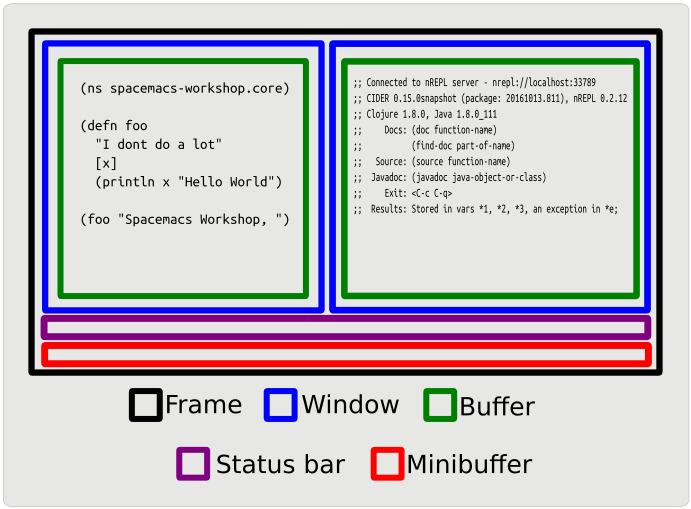 (ns spacemacs-workshop.core)
(defn foo
"I dont do a lot"
[x]
(println x "Hello World")
(foo "Spacemacs Workshop, ")
;; Connected to nREPL server - nrepl://localhost:33789
;; CIDER 0.15.0snapshot (package: 20161013.811), nREPL 0.2.12
;; Clojure 1.8.0, Java 1.8.0_111
;; Docs: (doc function-name)
;; (find-doc part-of-name)
;; Source: (source function-name)
;; Javadoc: (javadoc java-object-or-class)
;; Exit: <C-c C-q>
;; Results: Stored in vars *1, *2, *3, an exception in *e;
Frame Window Buffer
Status bar Minibuffer